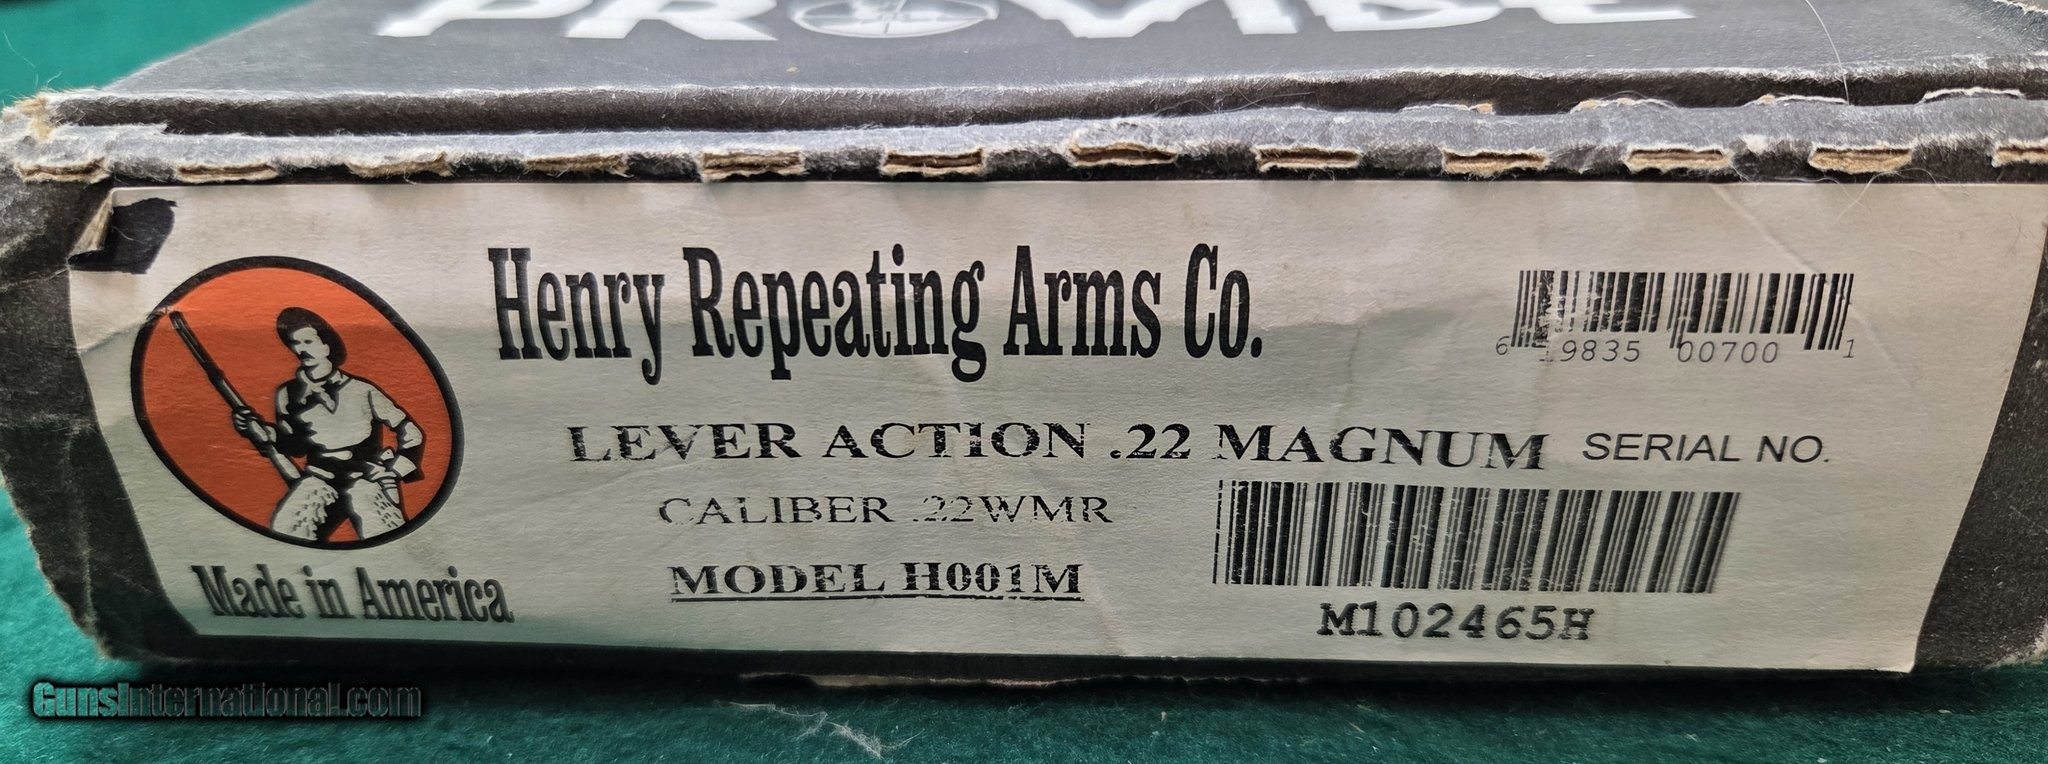 PROVIDE
Henry Repeating Arms Co.
6 19835 00700 1
LEVER ACTION .22 MAGNUM SERIAL NO.
CALIBER .22WMR
MODEL H001M
M102465H
Made in America
GunsInternational.com